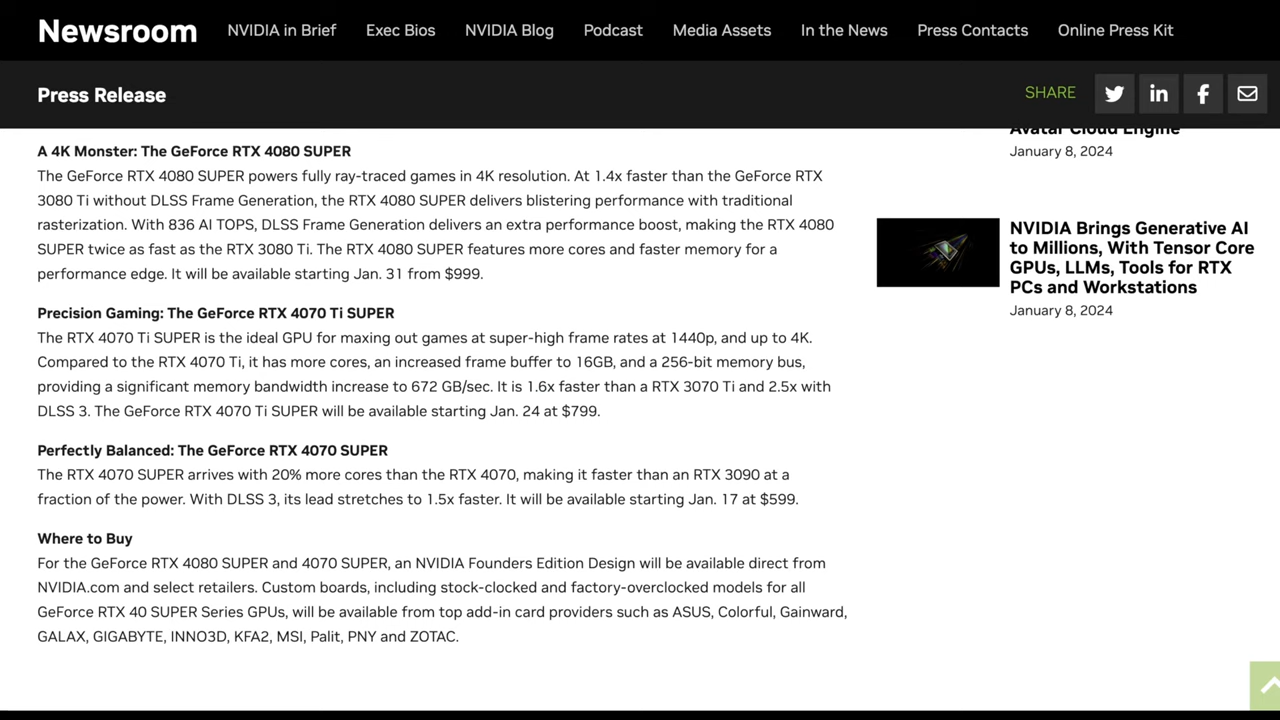 Newsroom
NVIDIA in Brief
Exec Bios
NVIDIA Blog
Podcast
Media Assets
In the News
Press Contacts
Online Press Kit
Press Release
SHARE
A 4K Monster: The GeForce RTX 4080 SUPER
The GeForce RTX 4080 SUPER powers fully ray-traced games in 4K resolution. At 1.4x faster than the GeForce RTX
3080 Ti without DLSS Frame Generation, the RTX 4080 SUPER delivers blistering performance with traditional
rasterization. With 836 AI TOPS, DLSS Frame Generation delivers an extra performance boost, making the RTX 4080
SUPER twice as fast as the RTX 3080 Ti. The RTX 4080 SUPER features more cores and faster memory for a
performance edge. It will be available starting Jan. 31 from $999.
Precision Gaming: The GeForce RTX 4070 Ti SUPER
The RTX 4070 Ti SUPER is the ideal GPU for maxing out games at super-high frame rates at 1440p, and up to 4K.
Compared to the RTX 4070 Ti, it has more cores, an increased frame buffer to 16GB, and a 256-bit memory bus,
providing a significant memory bandwidth increase to 672 GB/sec. It is 1.6x faster than a RTX 3070 Ti and 2.5x with
DLSS 3. The GeForce RTX 4070 Ti SUPER will be available starting Jan. 24 at $799.
Perfectly Balanced: The GeForce RTX 4070 SUPER
The RTX 4070 SUPER arrives with 20% more cores than the RTX 4070, making it faster than an RTX 3090 at a
fraction of the power. With DLSS 3, its lead stretches to 1.5x faster. It will be available starting Jan. 17 at $599.
Where to Buy
For the GeForce RTX 4080 SUPER and 4070 SUPER, an NVIDIA Founders Edition Design will be available direct from
NVIDIA.com and select retailers. Custom boards, including stock-clocked and factory-overclocked models for all
GeForce RTX 40 SUPER Series GPUs, will be available from top add-in card providers such as ASUS, Colorful, Gainward,
GALAX, GIGABYTE, INNO3D, KFA2, MSI, Palit, PNY and ZOTAC.
Avatar Cloud Engine
January 8, 2024
NVIDIA Brings Generative AI
to Millions, With Tensor Core
GPUs, LLMs, Tools for RTX
PCs and Workstations
January 8, 2024